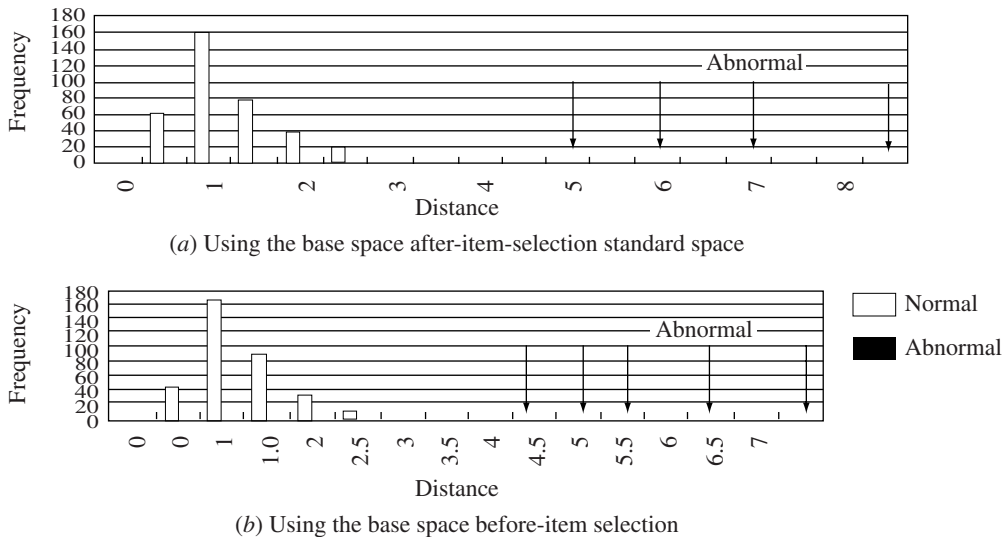 180
160
140
120
100
80
60
40
20
0
Frequency
Abnormal
0 1 2 3 4 5 6 7 8
Distance
(a) Using the base space after-item-selection standard space
180
160
140
120
100
80
60
40
20
0
Frequency
Abnormal
0 0 1 1.0 2 2.5 3 3.5 4 4.5 5 5.5 6 6.5 7
Distance
(b) Using the base space before-item selection
Normal
Abnormal